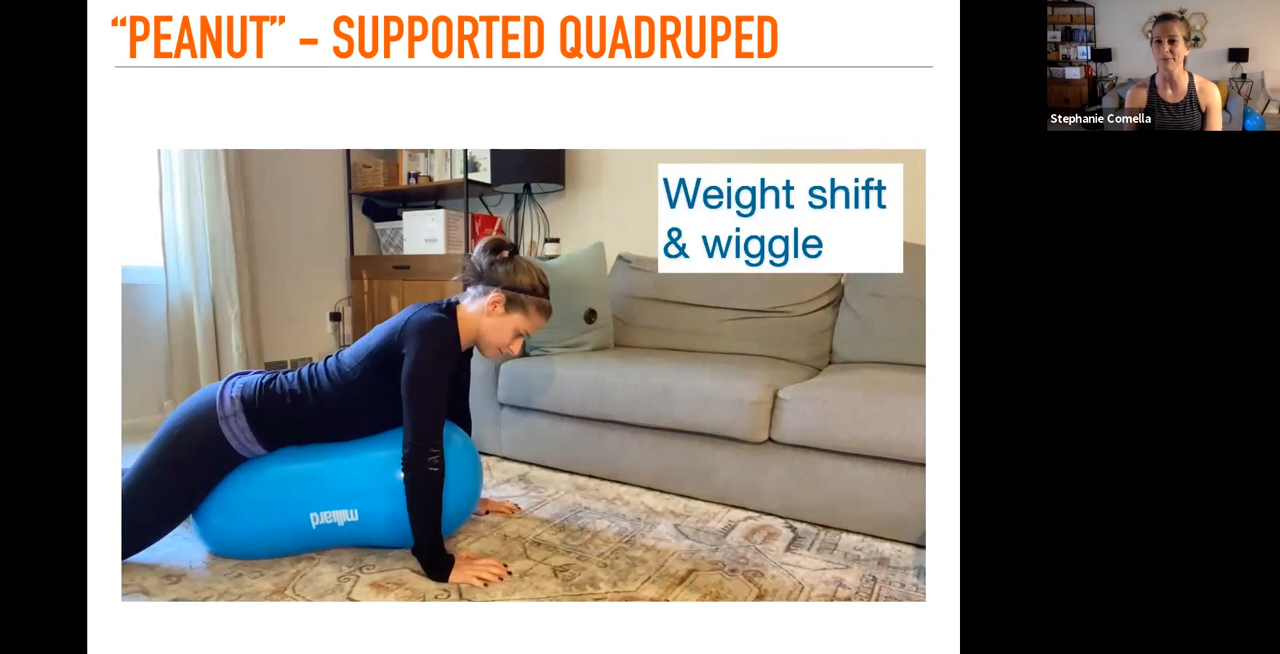 “PEANUT” - SUPPORTED QUADRUPED
Stephanie Comella
Weight shift
& wiggle
milliard